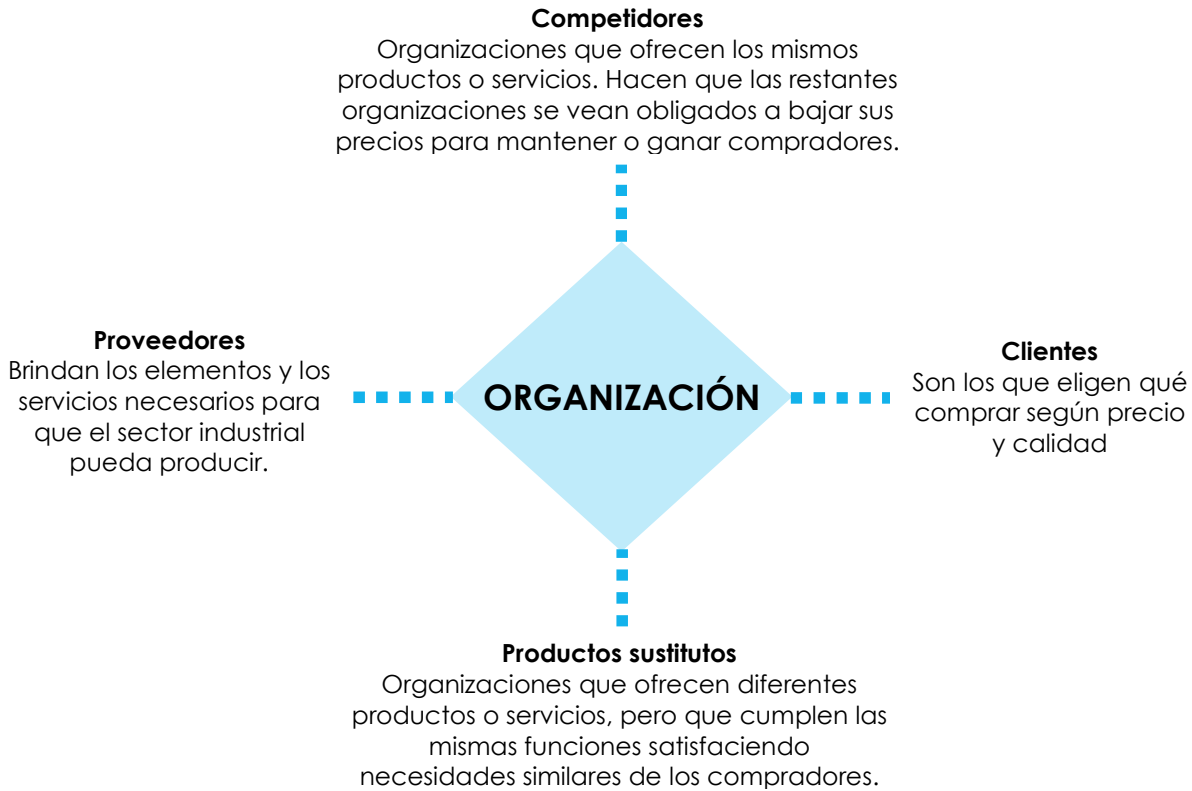 Competidores
Organizaciones que ofrecen los mismos
productos o servicios. Hacen que las restantes
organizaciones se vean obligados a bajar sus
precios para mantener o ganar compradores.
Proveedores
Brindan los elementos y los
servicios necesarios para
que el sector industrial
pueda producir.
ORGANIZACIÓN
Clientes
Son los que eligen qué
comprar según precio
y calidad
Productos sustitutos
Organizaciones que ofrecen diferentes
productos o servicios, pero que cumplen las
mismas funciones satisfaciendo
necesidades similares de los compradores.